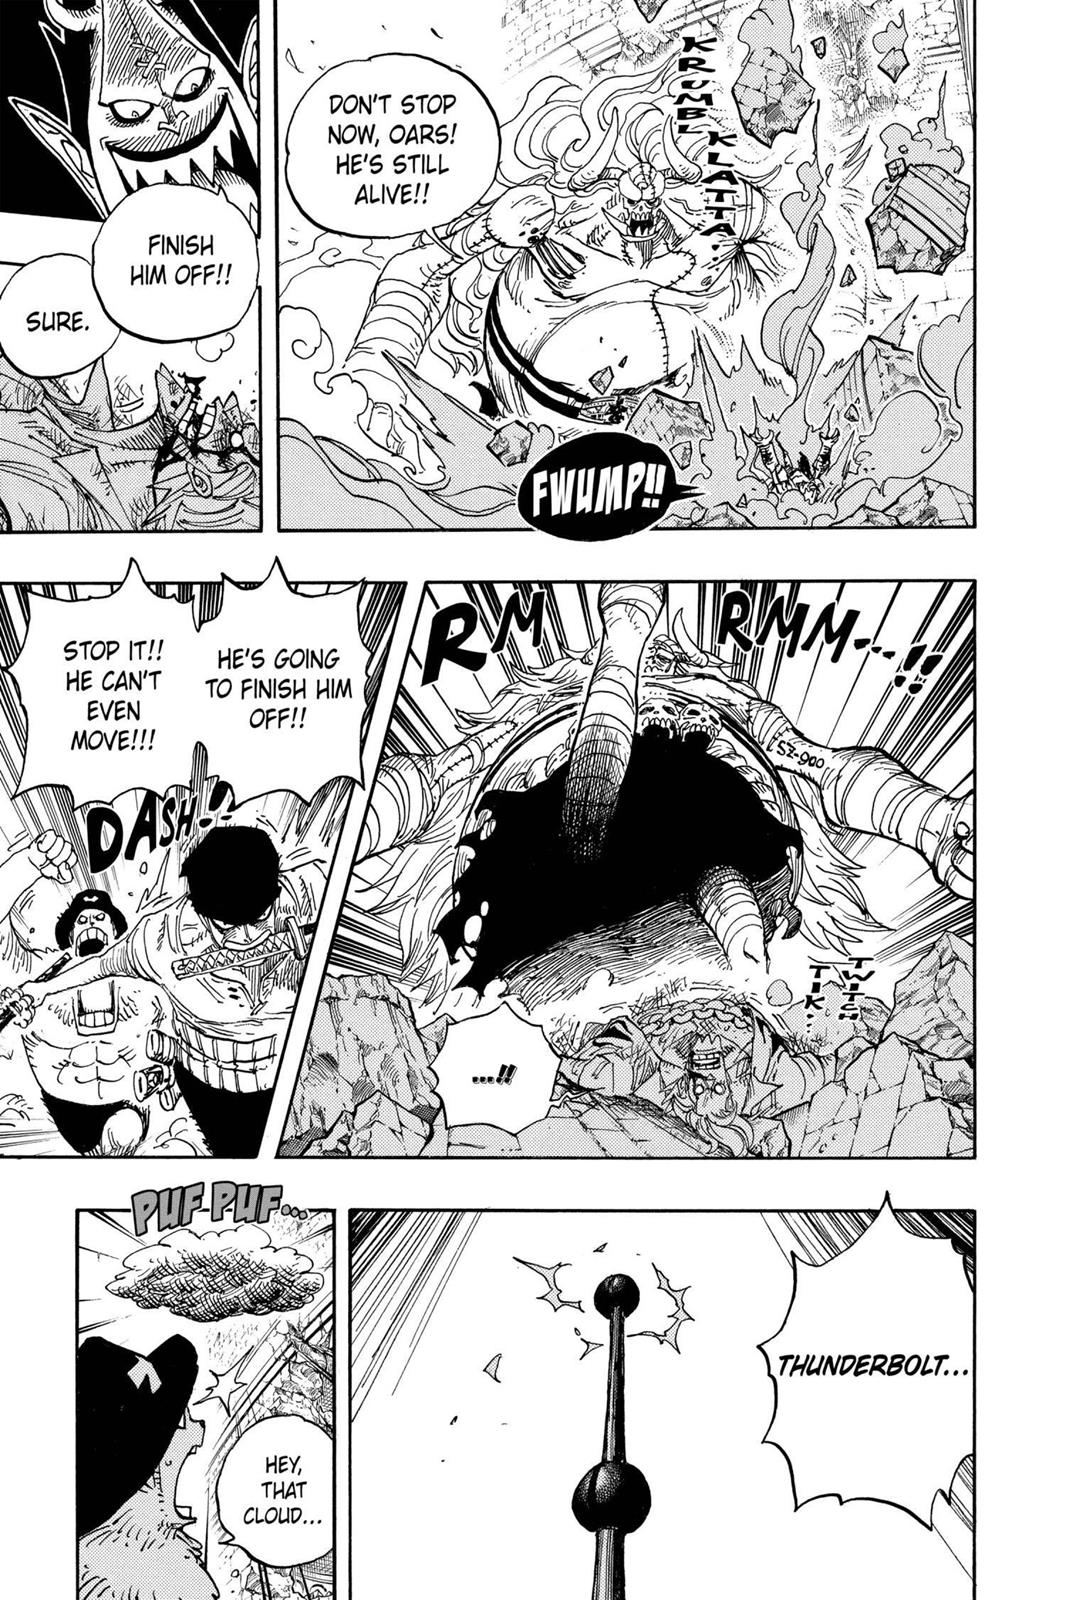 DON'T STOP
NOW, OARS!
HE'S STILL
ALIVE!!
KRUMBL KLATTA!
FWUMP!!
FINISH
HIM OFF!!
SURE.
RMMM...!!
RM
SZ-900
TWITCH
TIK!
...!!
HE'S GOING
TO FINISH HIM
OFF!!
STOP IT!!
HE CAN'T
EVEN
MOVE!!!
DASH!!
THUNDERBOLT...
PUF PUF...
HEY,
THAT
CLOUD...